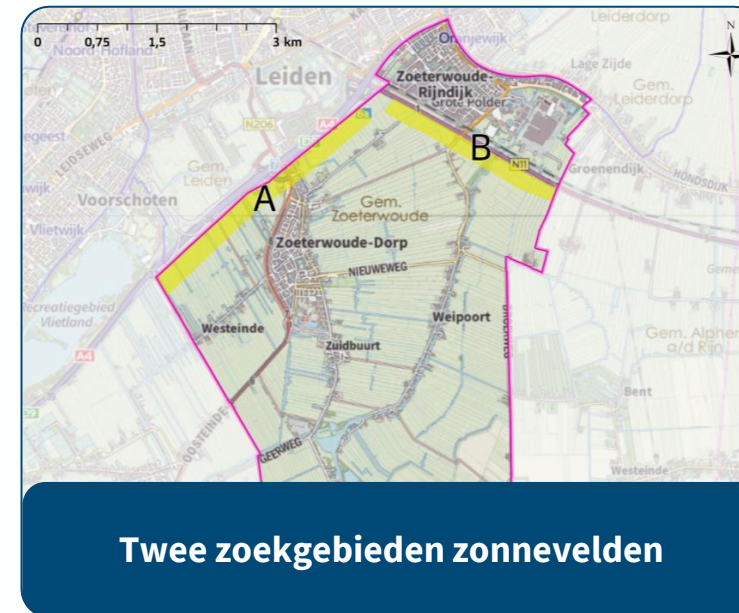 0 0,75 1,5 3 km
Noord-Hofland
Oranjewijk
Leiderdorp
N
Leiden
Zoeterwoude-
Rijndijk
Grote Polder
Lage Zijde
Gem.
Leiderdorp
N206
A4
LEIDSEWEG
Gem.
Leiden
B
N11
Groenendijk
HONDSDIJK
Voorschoten
A
Gem.
Zoeterwoude
Vlietwijk
Zoeterwoude-Dorp
NIEUWEWEG
Vlietland
Westeinde
Weipoort
Zuidbuurt
Gem. Alphen
a/d Rijn
A4
Bent
OOSTEINDE
GEERWEG
Westeinde
Twee zoekgebieden zonnevelden